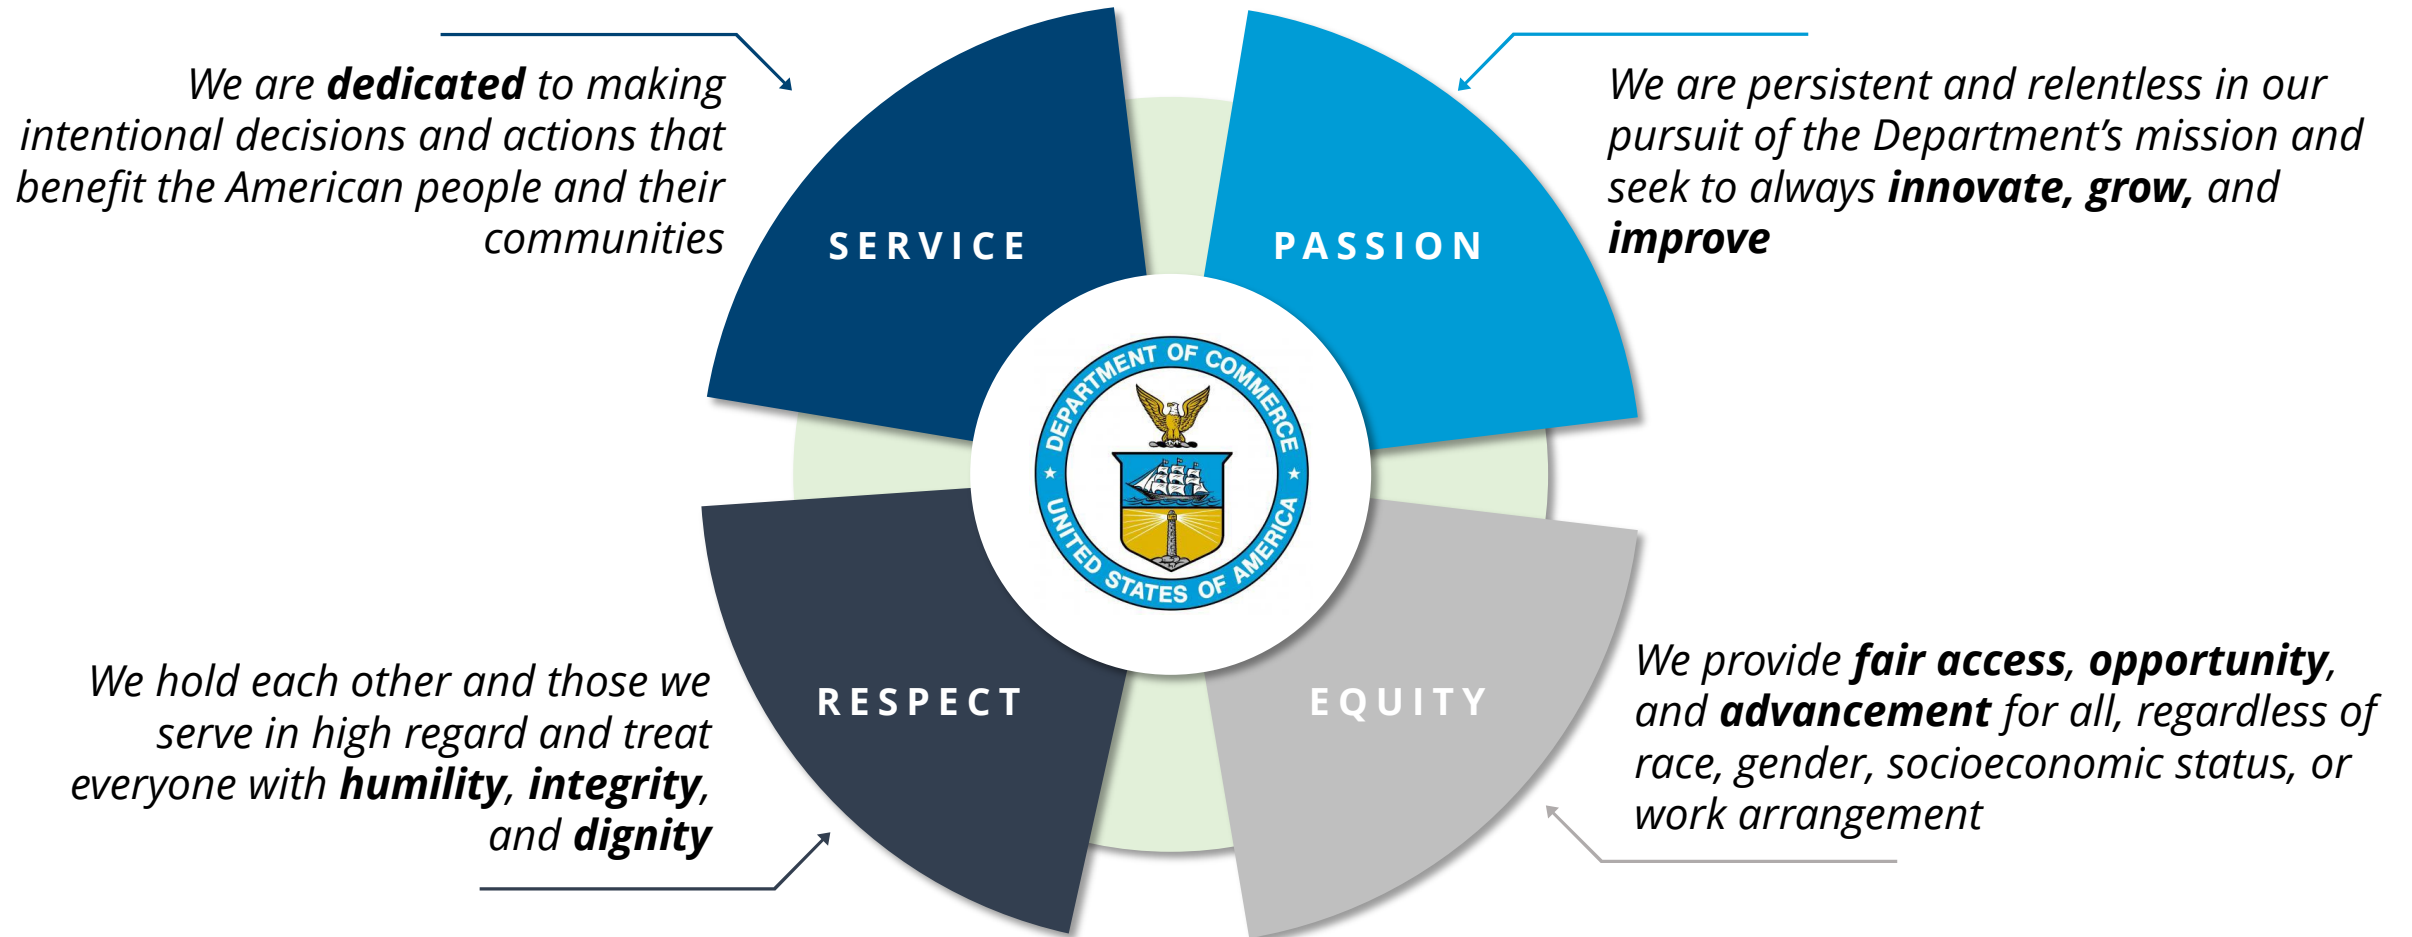 We are dedicated to making
intentional decisions and actions that
benefit the American people and their
communities
SERVICE
PASSION
We are persistent and relentless in our
pursuit of the Department’s mission and
seek to always innovate, grow, and
improve
DEPARTMENT OF COMMERCE
UNITED STATES OF AMERICA
We hold each other and those we
serve in high regard and treat
everyone with humility, integrity,
and dignity
RESPECT
EQUITY
We provide fair access, opportunity,
and advancement for all, regardless of
race, gender, socioeconomic status, or
work arrangement